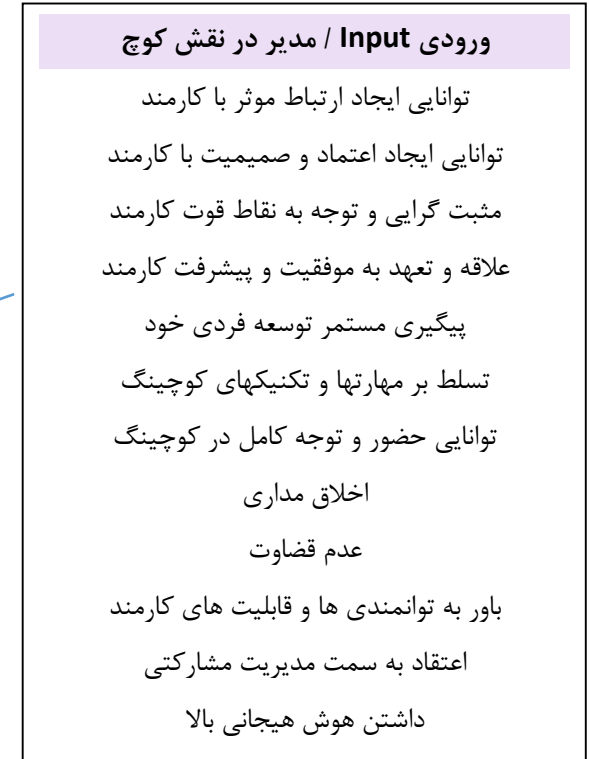 ورودی Input / مدیر در نقش کوچ
توانایی ایجاد ارتباط موثر با کارمند
توانایی ایجاد اعتماد و صمیمیت با کارمند
مثبت گرایی و توجه به نقاط قوت کارمند
علاقه و تعهد به موفقیت و پیشرفت کارمند
پیگیری مستمر توسعه فردی خود
تسلط بر مهارتها و تکنیکهای کوچینگ
توانایی حضور و توجه کامل در کوچینگ
اخلاق مداری
عدم قضاوت
باور به توانمندی ها و قابلیت های کارمند
اعتقاد به سمت مدیریت مشارکتی
داشتن هوش هیجانی بالا